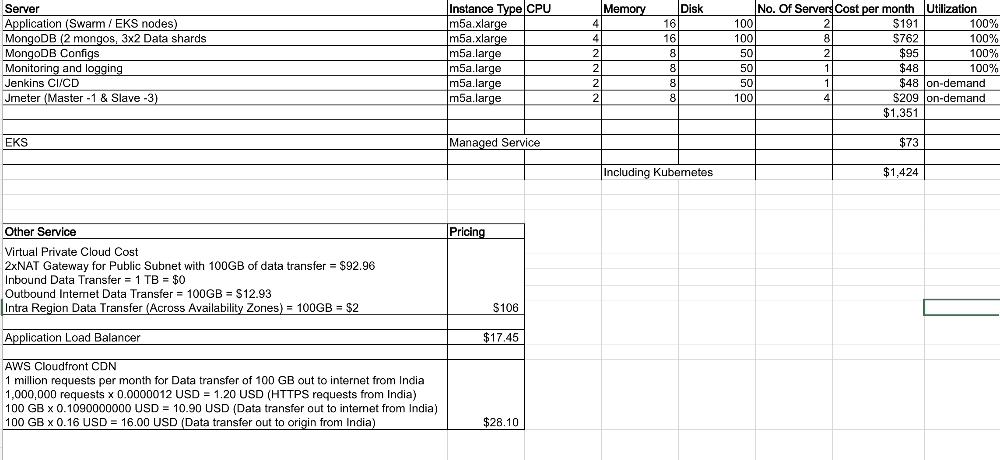 Server Instance Type CPU Memory Disk No. Of Servers Cost per month Utilization
Application (Swarm / EKS nodes) m5a.xlarge 4 16 100 2 $191 100%
MongoDB (2 mongos, 3x2 Data shards m5a.xlarge 4 16 100 8 $762 100%
MongoDB Configs m5a.large 2 8 50 2 $95 100%
Monitoring and logging m5a.large 2 8 50 1 $48 100%
Jenkins CI/CD m5a.large 2 8 50 1 $48 on-demand
Jmeter (Master -1 & Slave -3) m5a.large 2 8 100 4 $209 on-demand
$1,351
EKS Managed Service $73
Including Kubernetes $1,424
Other Service Pricing
Virtual Private Cloud Cost
2xNAT Gateway for Public Subnet with 100GB of data transfer = $92.96
Inbound Data Transfer = 1 TB = $0
Outbound Internet Data Transfer = 100GB = $12.93
Intra Region Data Transfer (Across Availability Zones) = 100GB = $2 $106
Application Load Balancer $17.45
AWS Cloudfront CDN
1 million requests per month for Data transfer of 100 GB out to internet from India
1,000,000 requests x 0.0000012 USD = 1.20 USD (HTTPS requests from India)
100 GB x 0.1090000000 USD = 10.90 USD (Data transfer out to internet from India)
100 GB x 0.16 USD = 16.00 USD (Data transfer out to origin from India) $28.10